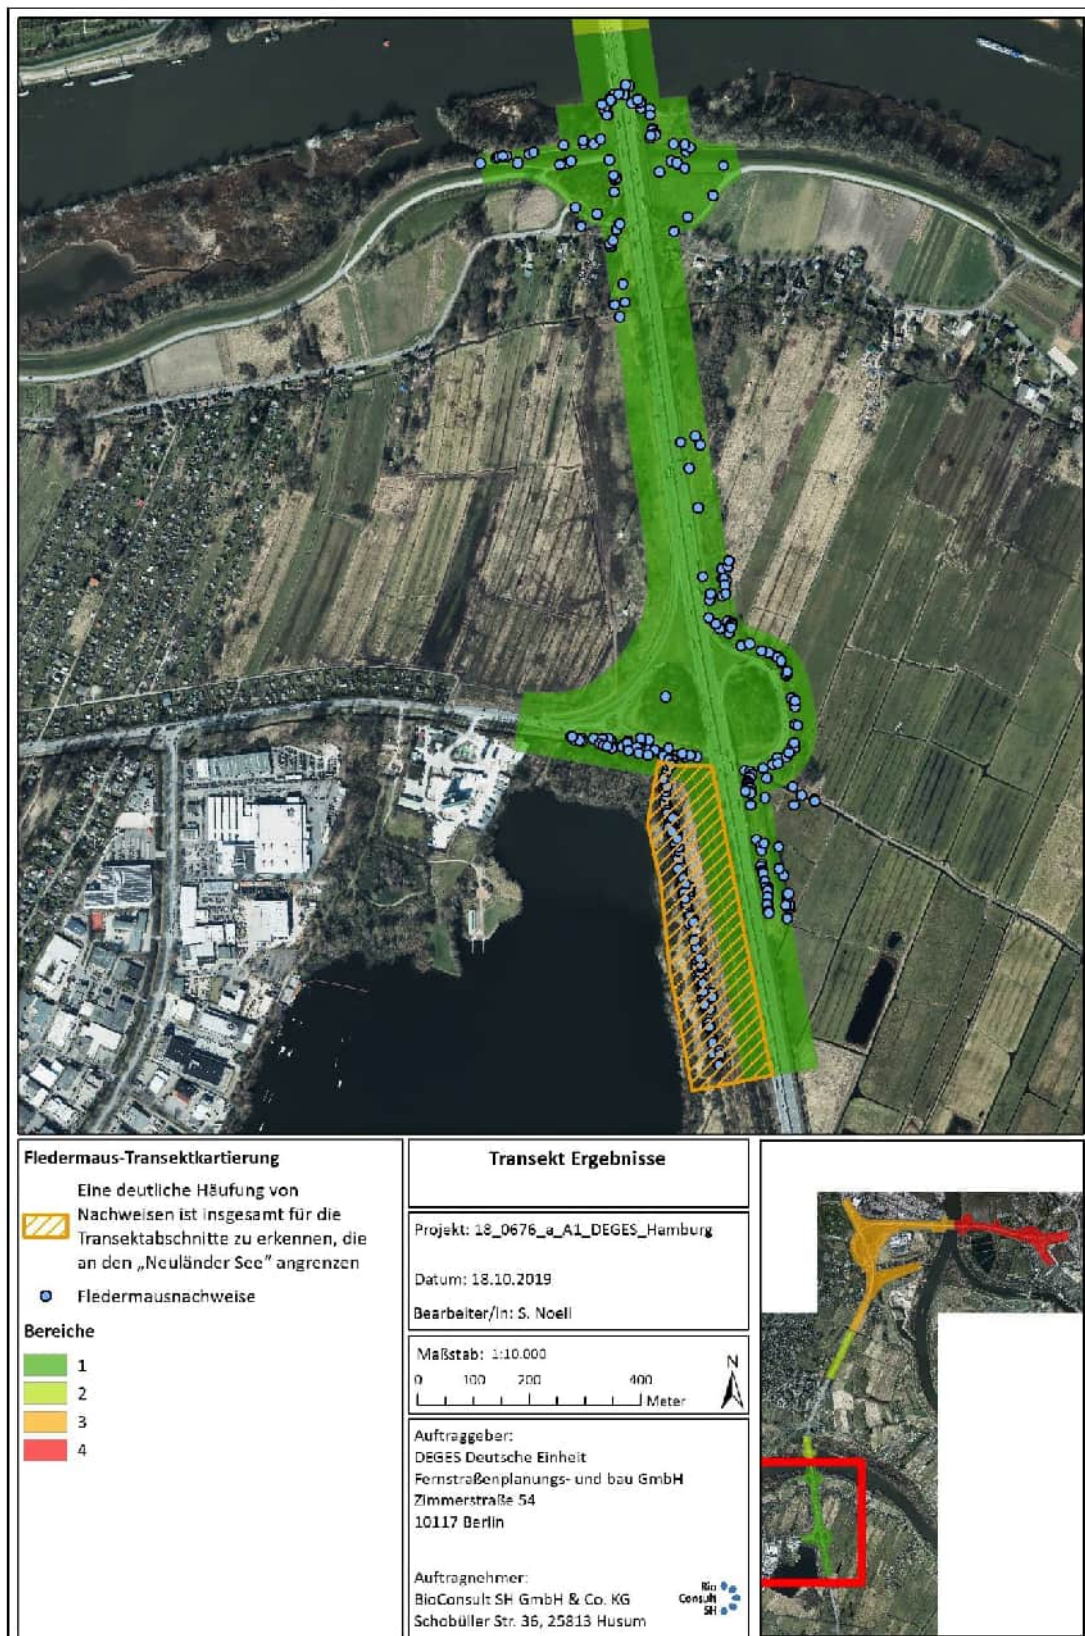 Fledermaus-Transektkartierung
Eine deutliche Häufung von
Nachweisen ist insgesamt für die
Transektabschnitte zu erkennen, die
an den „Neuländer See" angrenzen
Fledermausnachweise
Bereiche
1
2
3
4
Transekt Ergebnisse
Projekt: 18_0676_a_A1_DEGES_Hamburg
Datum: 18.10.2019
Bearbeiter/in: S. Noell
Maßstab: 1:10.000
0 100 200 400
Meter
N
Auftraggeber:
DEGES Deutsche Einheit
Fernstraßenplanungs- und bau GmbH
Zimmerstraße 54
10117 Berlin
Auftragnehmer:
BioConsult SH GmbH & Co. KG
Schobüller Str. 36, 25813 Husum
Bio
Consult
SH